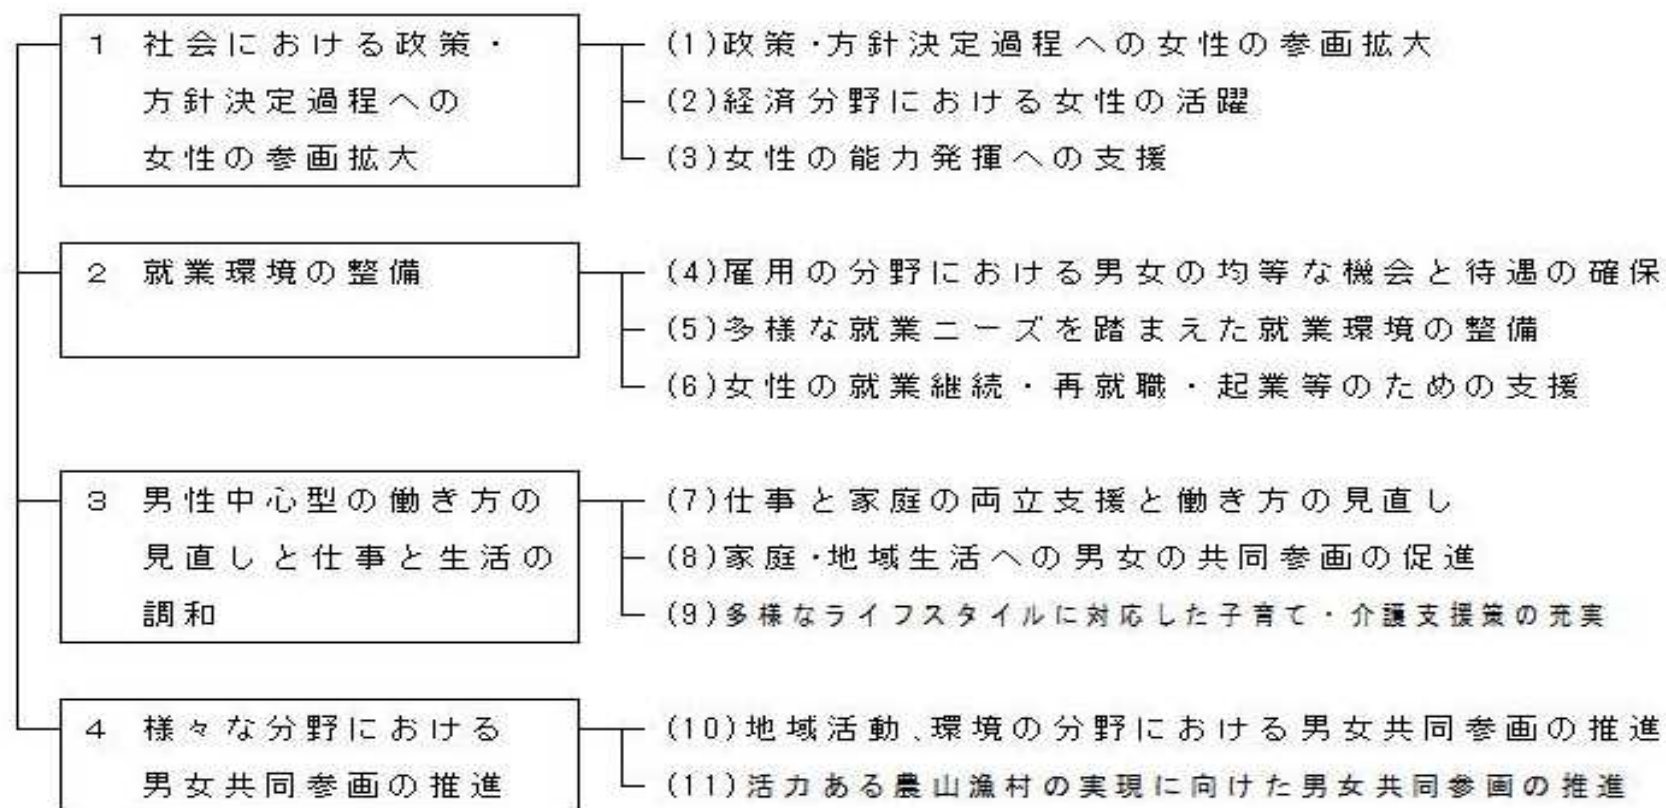 1 社会における政策・
方針決定過程への
女性の参画拡大
(1)政策・方針決定過程への女性の参画拡大
(2)経済分野における女性の活躍
(3)女性の能力発揮への支援
2 就業環境の整備
(4)雇用の分野における男女の均等な機会と待遇の確保
(5)多様な就業ニーズを踏まえた就業環境の整備
(6)女性の就業継続・再就職・起業等のための支援
3 男性中心型の働き方の
見直しと仕事と生活の
調和
(7)仕事と家庭の両立支援と働き方の見直し
(8)家庭・地域生活への男女の共同参画の促進
(9)多様なライフスタイルに対応した子育て・介護支援策の充実
4 様々な分野における
男女共同参画の推進
(10)地域活動、環境の分野における男女共同参画の推進
(11)活力ある農山漁村の実現に向けた男女共同参画の推進